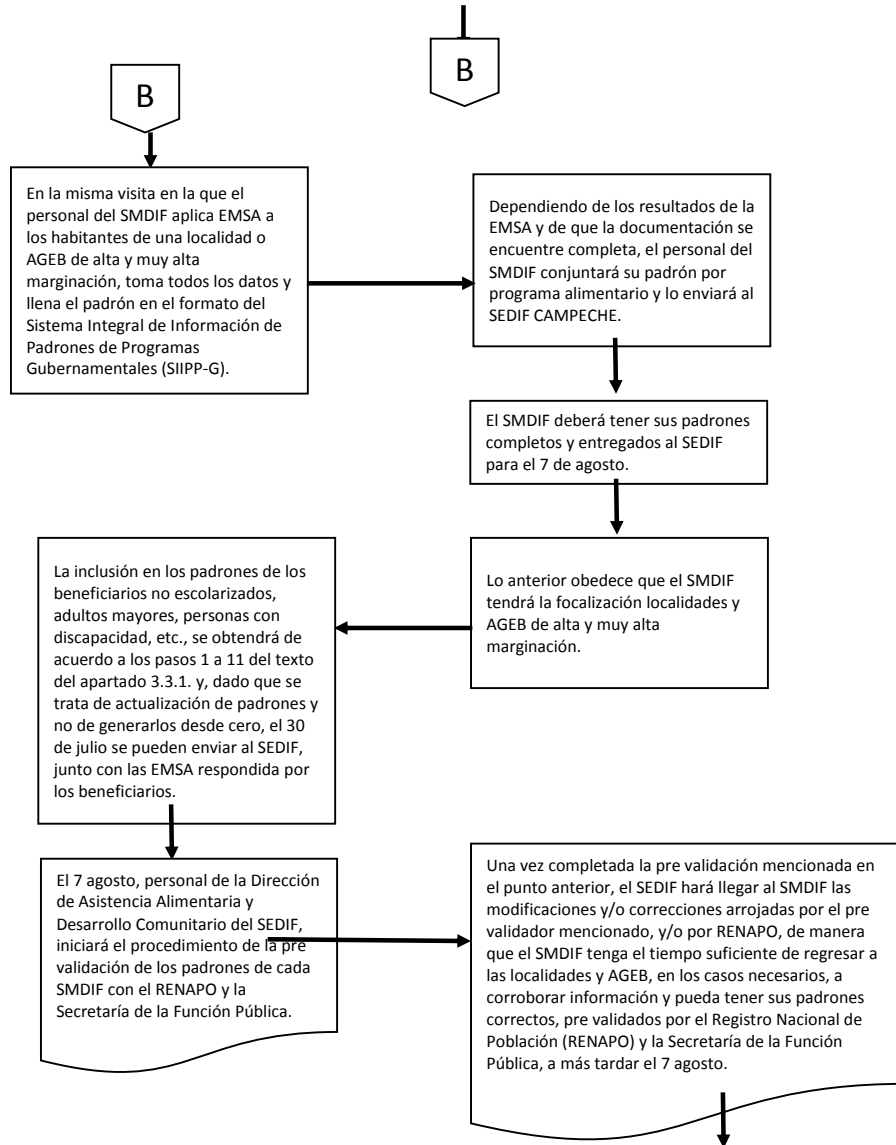 B
B
En la misma visita en la que el
personal del SMDIF aplica EMSA a
los habitantes de una localidad o
AGEB de alta y muy alta
marginación, toma todos los datos y
llena el padrón en el formato del
Sistema Integral de Información de
Padrones de Programas
Gubernamentales (SIIPP-G).
Dependiendo de los resultados de la
EMSA y de que la documentación se
encuentre completa, el personal del
SMDIF conjuntará su padrón por
programa alimentario y lo enviará al
SEDIF CAMPECHE.
El SMDIF deberá tener sus padrones
completos y entregados al SEDIF
para el 7 de agosto.
Lo anterior obedece que el SMDIF
tendrá la focalización localidades y
AGEB de alta y muy alta
marginación.
La inclusión en los padrones de los
beneficiarios no escolarizados,
adultos mayores, personas con
discapacidad, etc., se obtendrá de
acuerdo a los pasos 1 a 11 del texto
del apartado 3.3.1. y, dado que se
trata de actualización de padrones y
no de generarlos desde cero, el 30
de julio se pueden enviar al SEDIF,
junto con las EMSA respondida por
los beneficiarios.
El 7 agosto, personal de la Dirección
de Asistencia Alimentaria y
Desarrollo Comunitario del SEDIF,
iniciará el procedimiento de la pre
validación de los padrones de cada
SMDIF con el RENAPO y la
Secretaría de la Función Pública.
Una vez completada la pre validación mencionada en
el punto anterior, el SEDIF hará llegar al SMDIF las
modificaciones y/o correcciones arrojadas por el pre
validador mencionado, y/o por RENAPO, de manera
que el SMDIF tenga el tiempo suficiente de regresar a
las localidades y AGEB, en los casos necesarios, a
corroborar información y pueda tener sus padrones
correctos, pre validados por el Registro Nacional de
Población (RENAPO) y la Secretaría de la Función
Pública, a más tardar el 7 agosto.